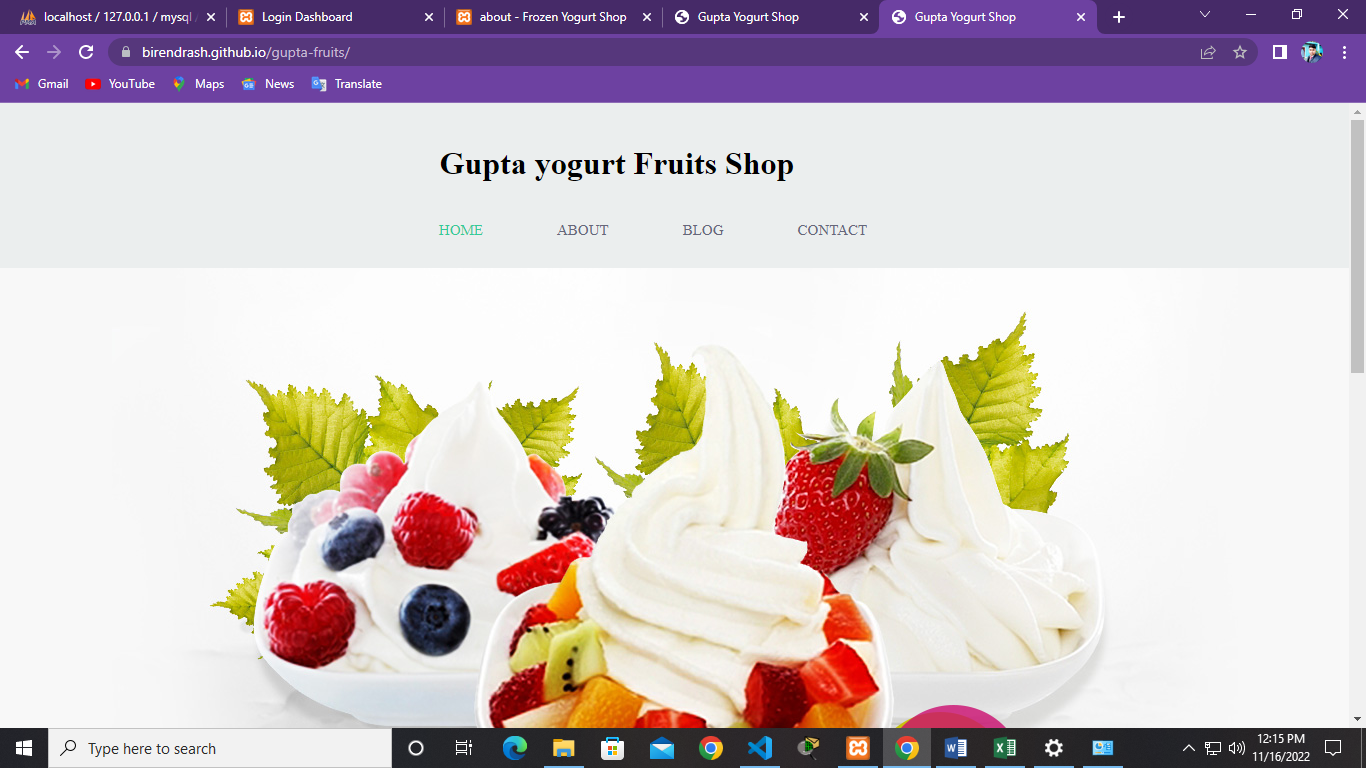 localhost / 127.0.0.1 / mysql
Login Dashboard
about - Frozen Yogurt Shop
Gupta Yogurt Shop
Gupta Yogurt Shop
birendrash.github.io/gupta-fruits/
Gmail YouTube Maps News Translate
Gupta yogurt Fruits Shop
HOME ABOUT BLOG CONTACT
Type here to search
12:15 PM
11/16/2022